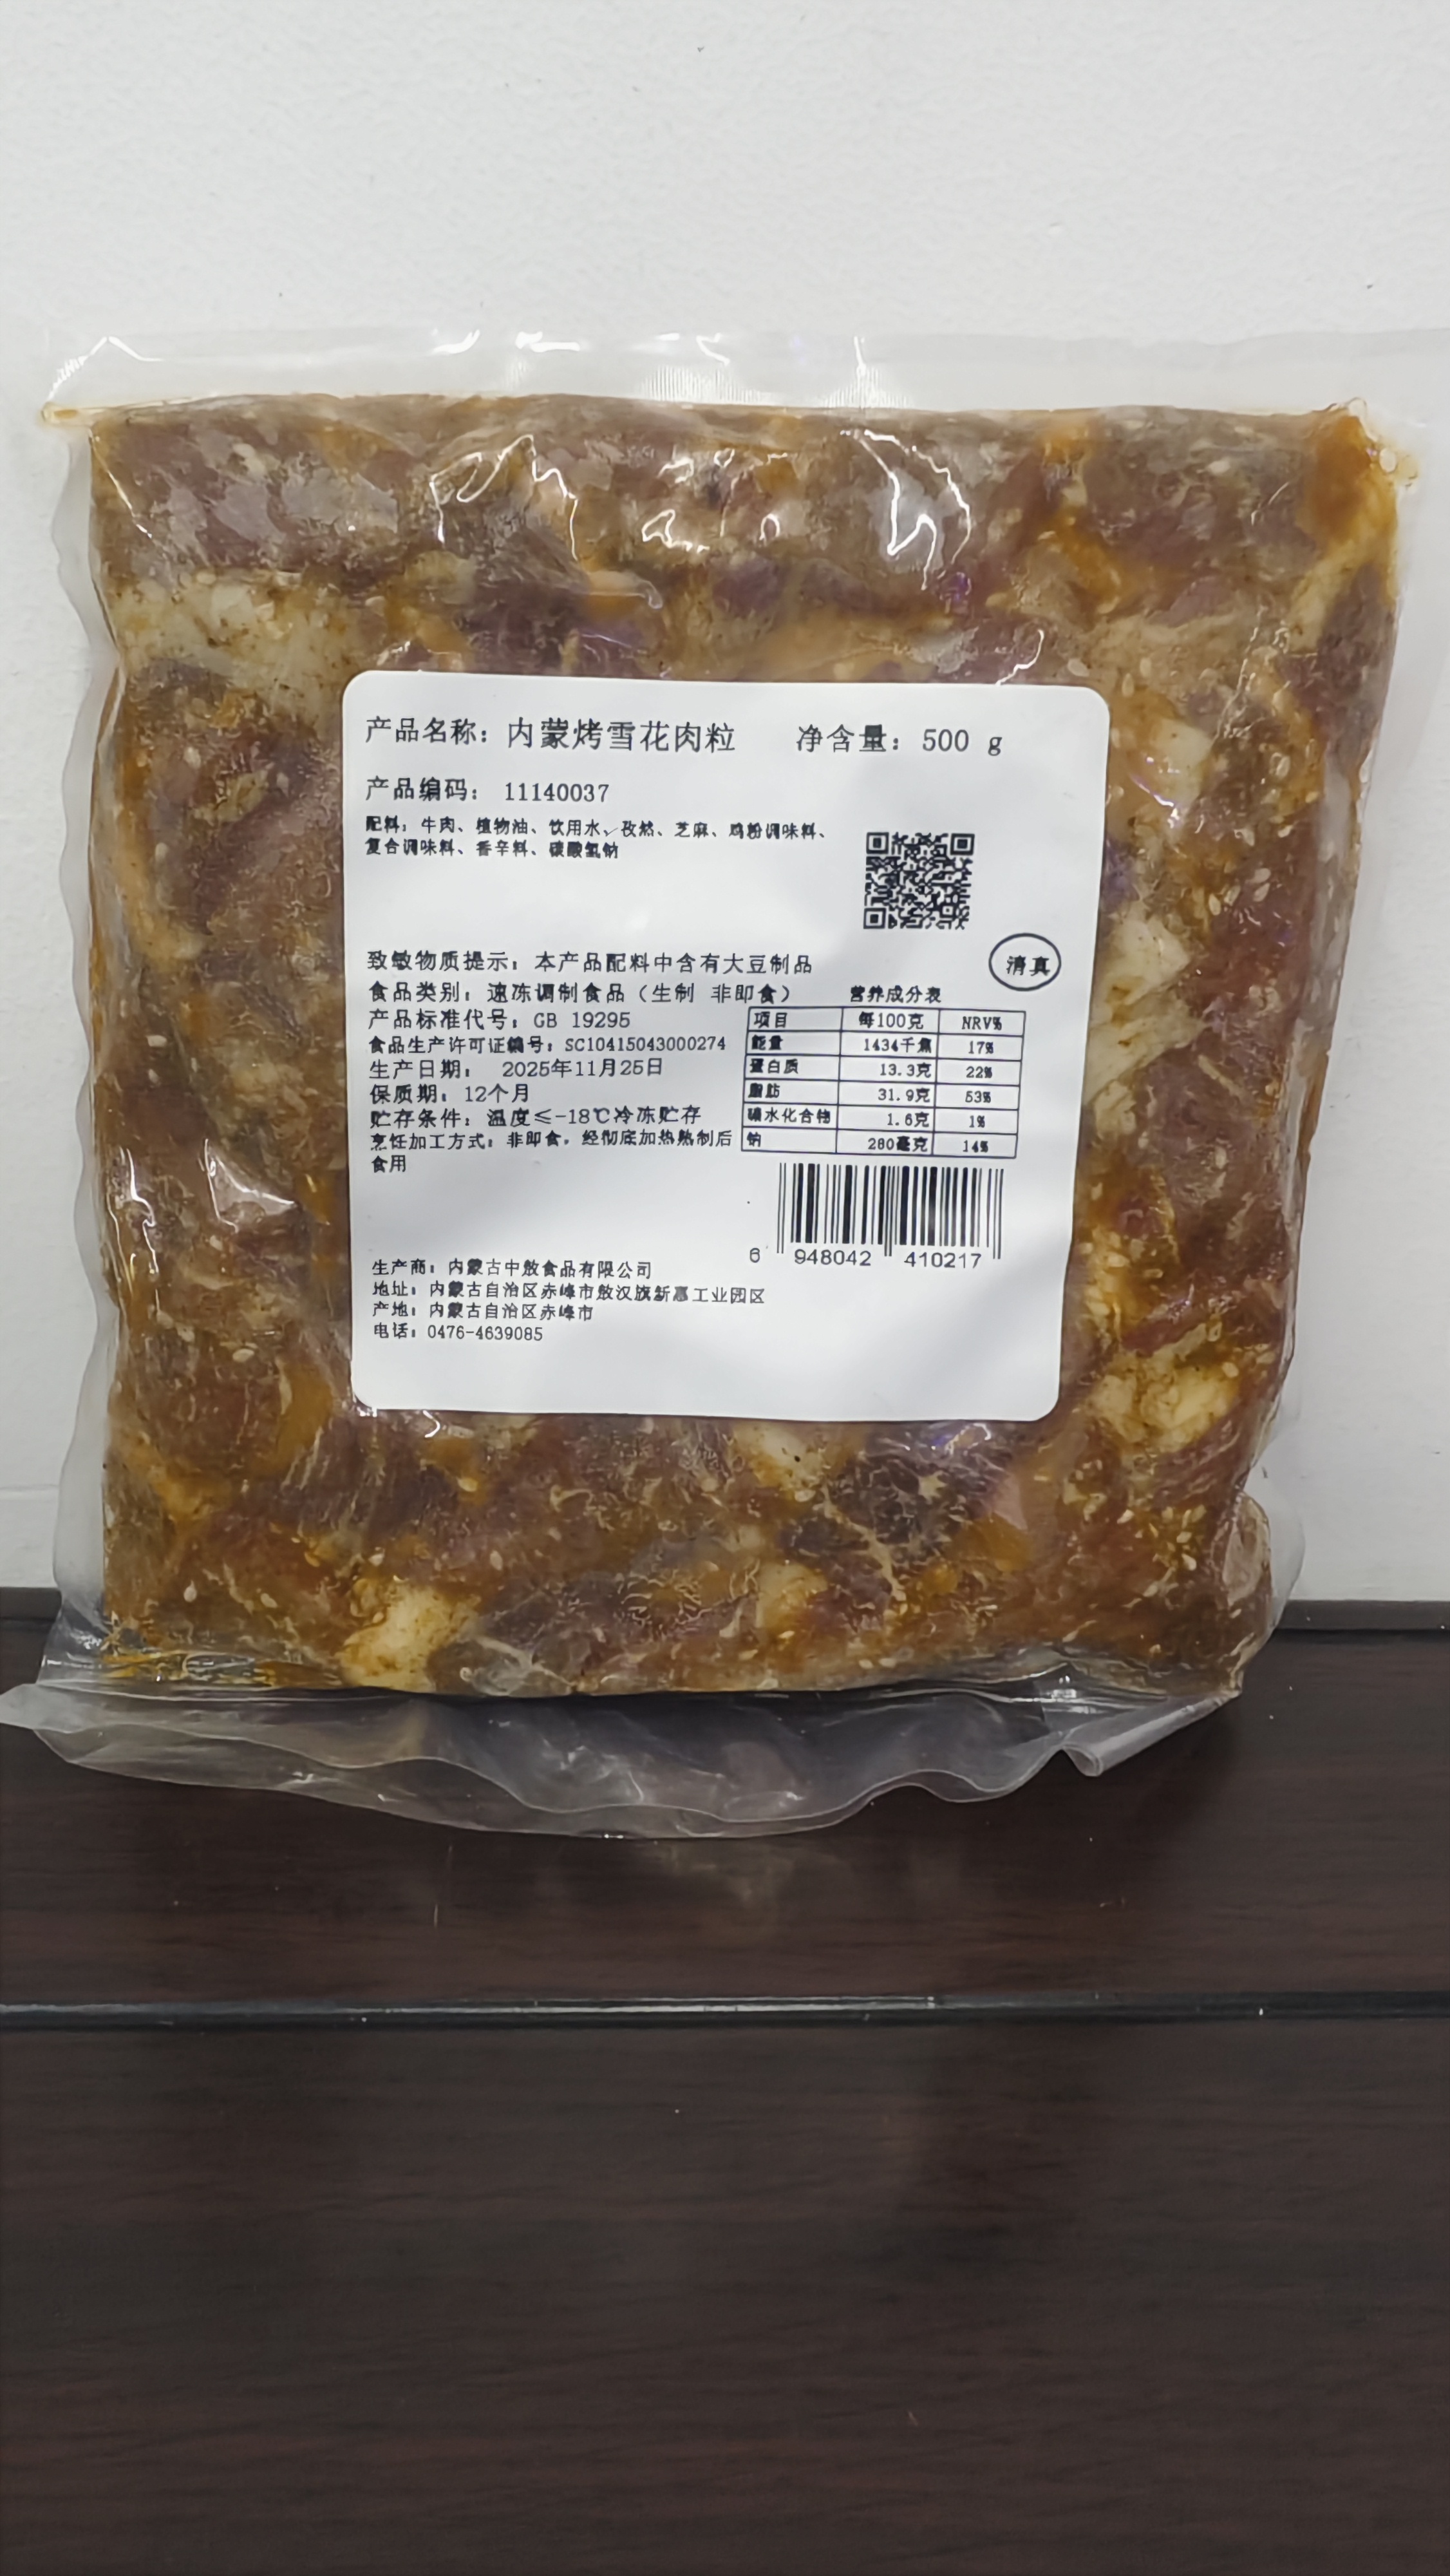 产品名称：内蒙烤雪花肉粒 净含量：500 g
产品编码： 11140037
配料：牛肉、植物油、饮用水、孜然、芝麻、鸡粉调味料、
复合调味料、香辛料、碳酸氢钠
清真
致敏物质提示：本产品配料中含有大豆制品
食品类别：速冻调制食品（生制 非即食）
产品标准代号：GB 19295
食品生产许可证编号：SC10415043000274
生产日期： 2025年11月25日
保质期：12个月
贮存条件：温度≤-18℃冷冻贮存
烹饪加工方式：非即食，经彻底加热熟制后
食用
营养成分表
项目 每100克 NRV%
能量 1434千焦 17%
蛋白质 13.3克 22%
脂肪 31.9克 53%
碳水化合物 1.6克 1%
钠 280毫克 14%
6 948042 410217
生产商：内蒙古中敖食品有限公司
地址：内蒙古自治区赤峰市敖汉旗新惠工业园区
产地：内蒙古自治区赤峰市
电话：0476-4639085